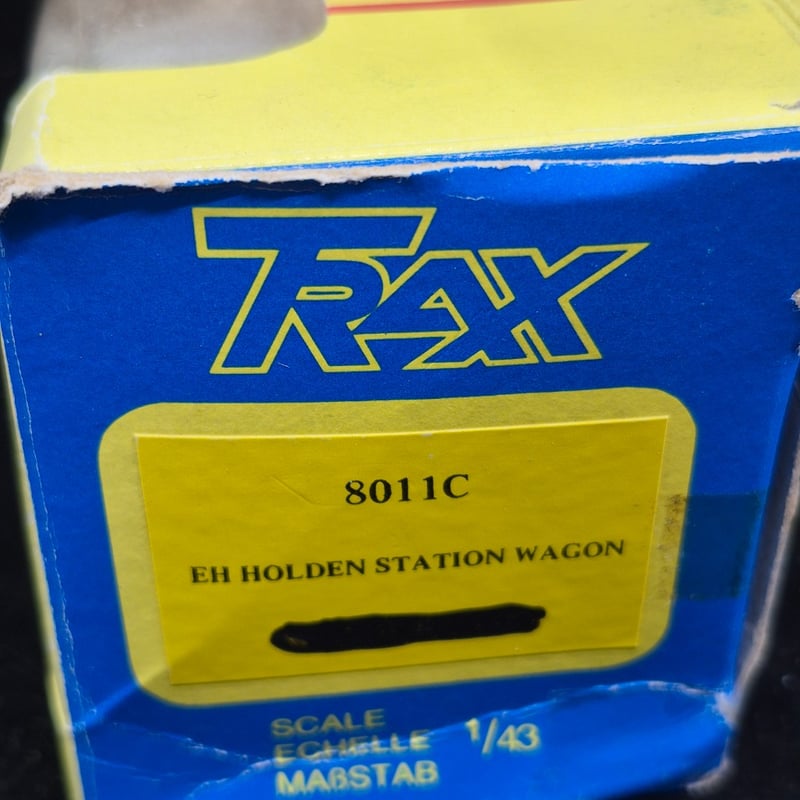 TRAX
8011C
EH HOLDEN STATION WAGON
SCALE
ECHELLE 1/43
MAßSTAB